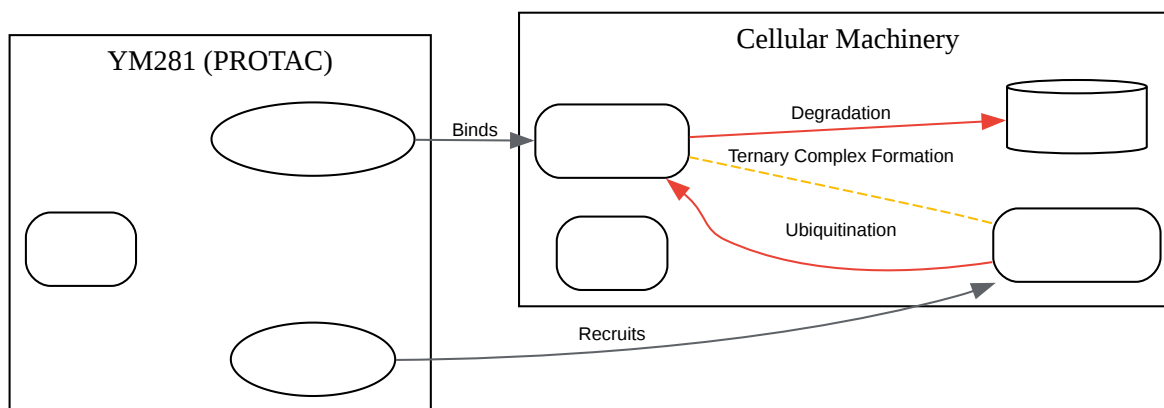 YM281 (PROTAC)
Cellular Machinery
Binds
Degradation
Ternary Complex Formation
Ubiquitination
Recruits